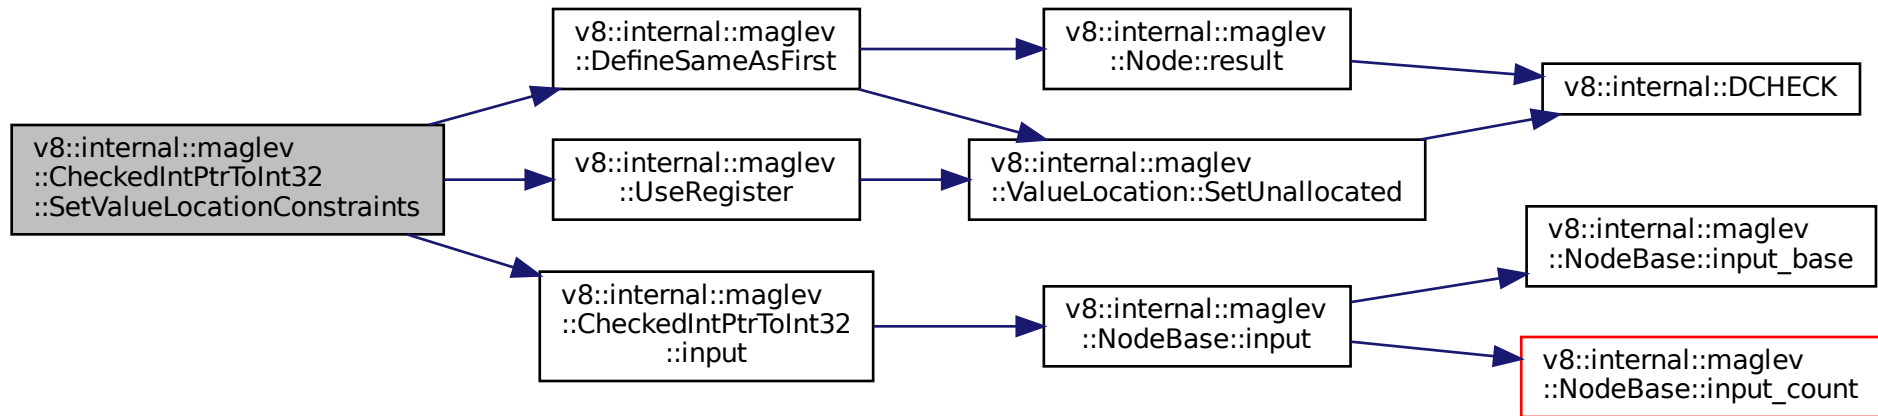 v8::internal::maglev
::CheckedIntPtrToInt32
::SetValueLocationConstraints
v8::internal::maglev
::DefineSameAsFirst
v8::internal::maglev
::UseRegister
v8::internal::maglev
::CheckedIntPtrToInt32
::input
v8::internal::maglev
::Node::result
v8::internal::maglev
::ValueLocation::SetUnallocated
v8::internal::maglev
::NodeBase::input
v8::internal::DCHECK
v8::internal::maglev
::NodeBase::input_base
v8::internal::maglev
::NodeBase::input_count